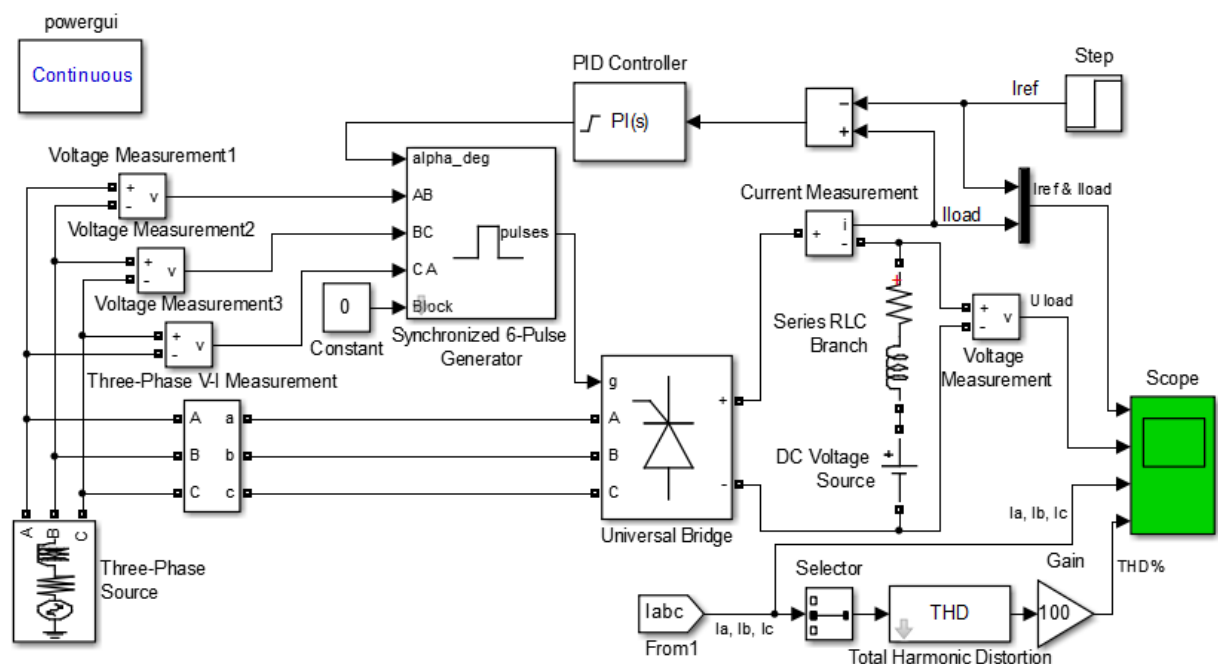 powergui
Continuous
PID Controller
PI(s)
Step
Iref
-
+
Voltage Measurement1
+
-
v
alpha_deg
AB
BC
CA
Block
pulses
Voltage Measurement2
+
-
v
Voltage Measurement3
+
-
v
0
Constant
Synchronized 6-Pulse
Generator
Current Measurement
+
i
-
Iload
Iref & Iload
Series RLC
Branch
+
U load
+
-
v
Voltage
Measurement
Three-Phase V-I Measurement
A
B
C
a
b
c
g
A
B
C
+
-
Universal Bridge
DC Voltage
Source
+
Scope
A
B
C
Three-Phase
Source
Ia, Ib, Ic
Iabc
From1
Ia, Ib, Ic
Selector
THD
Total Harmonic Distortion
Gain
100
THD%